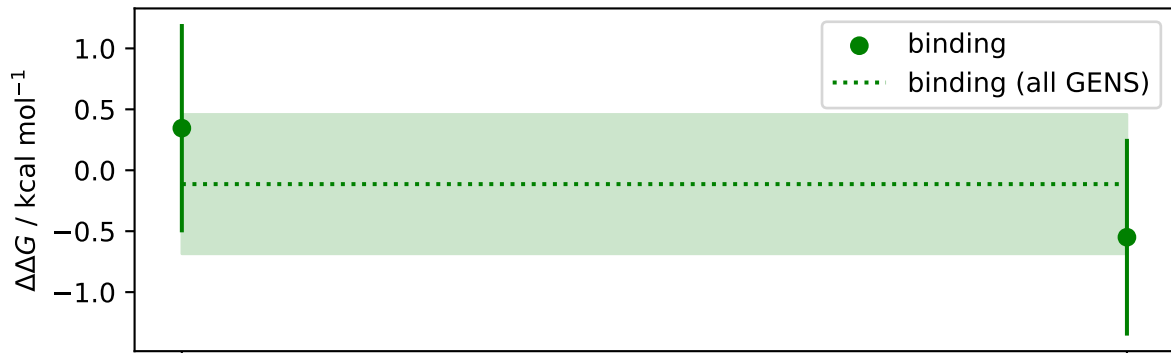 binding
binding (all GENS)
1.0
0.5
0.0
−0.5
−1.0
ΔΔG / kcal mol⁻¹